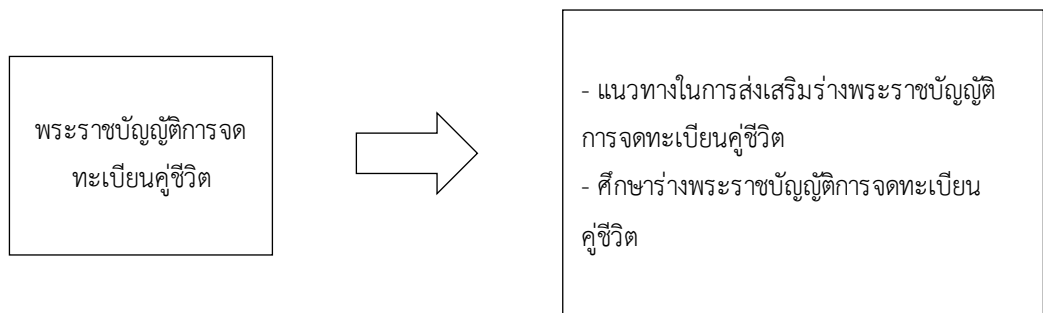 พระราชบัญญัติการจด
ทะเบียนคู่ชีวิต
- แนวทางในการส่งเสริมร่างพระราชบัญญัติ
การจดทะเบียนคู่ชีวิต
- ศึกษาร่างพระราชบัญญัติการจดทะเบียน
คู่ชีวิต